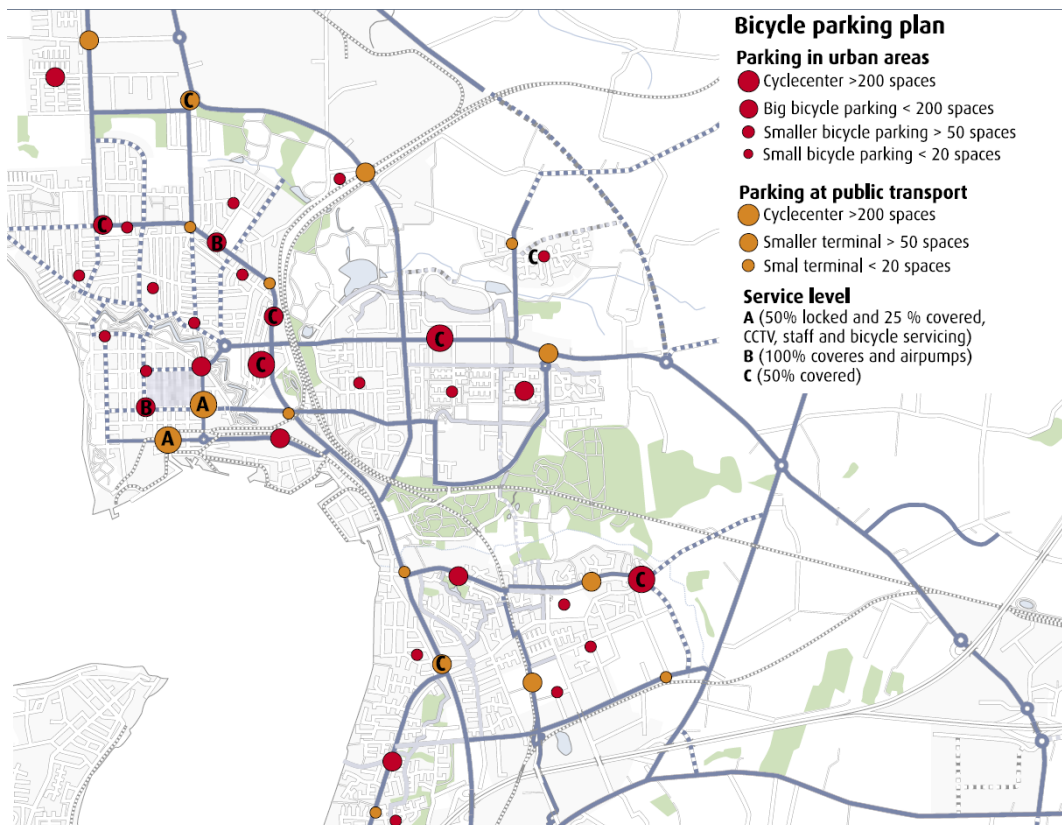 Bicycle parking plan
Parking in urban areas
Cyclecenter >200 spaces
Big bicycle parking < 200 spaces
Smaller bicycle parking > 50 spaces
Small bicycle parking < 20 spaces
Parking at public transport
Cyclecenter >200 spaces
Smaller terminal > 50 spaces
Smal terminal < 20 spaces
Service level
A (50% locked and 25 % covered,
CCTV, staff and bicycle servicing)
B (100% coveres and airpumps)
C (50% covered)
C
C
B
C
C
C
C
B
A
A
C
C